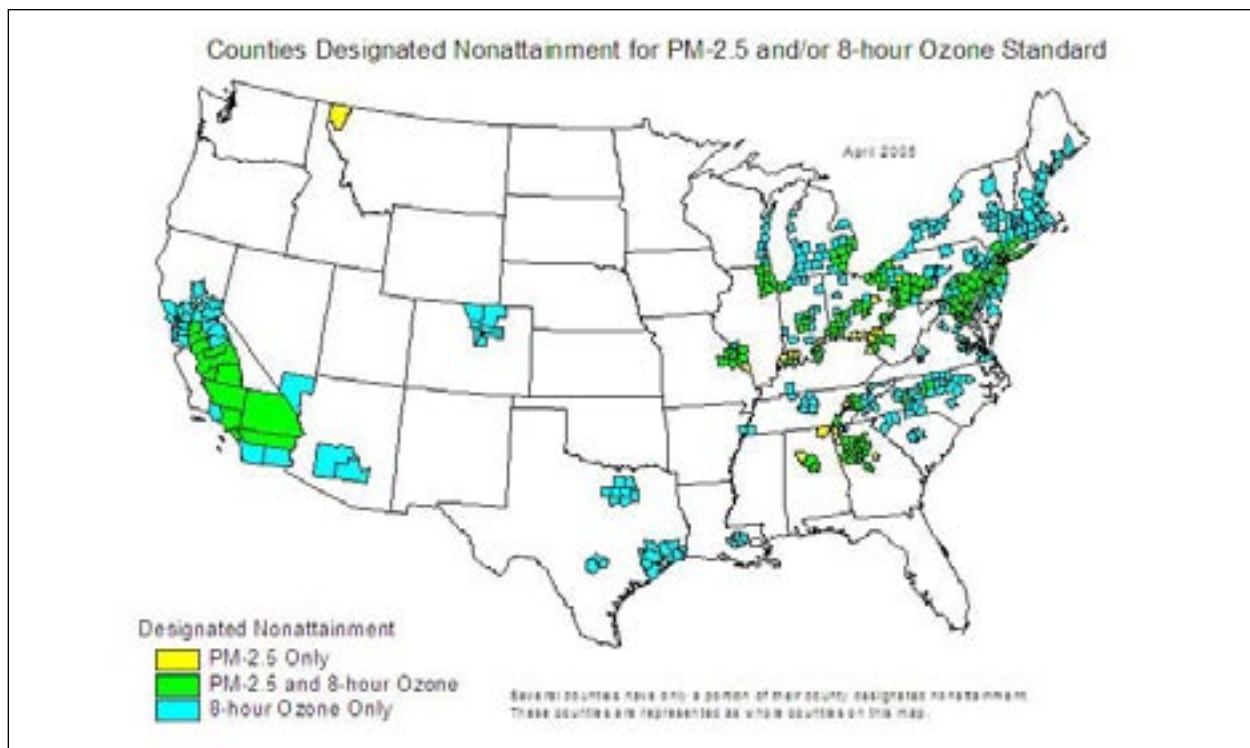 Counties Designated Nonattainment for PM-2.5 and/or 8-hour Ozone Standard
April 2005
Designated Nonattainment
PM-2.5 Only
PM-2.5 and 8-hour Ozone
8-hour Ozone Only
Several counties have only a portion of their county designated nonattainment.
These counties are represented as whole counties on this map.